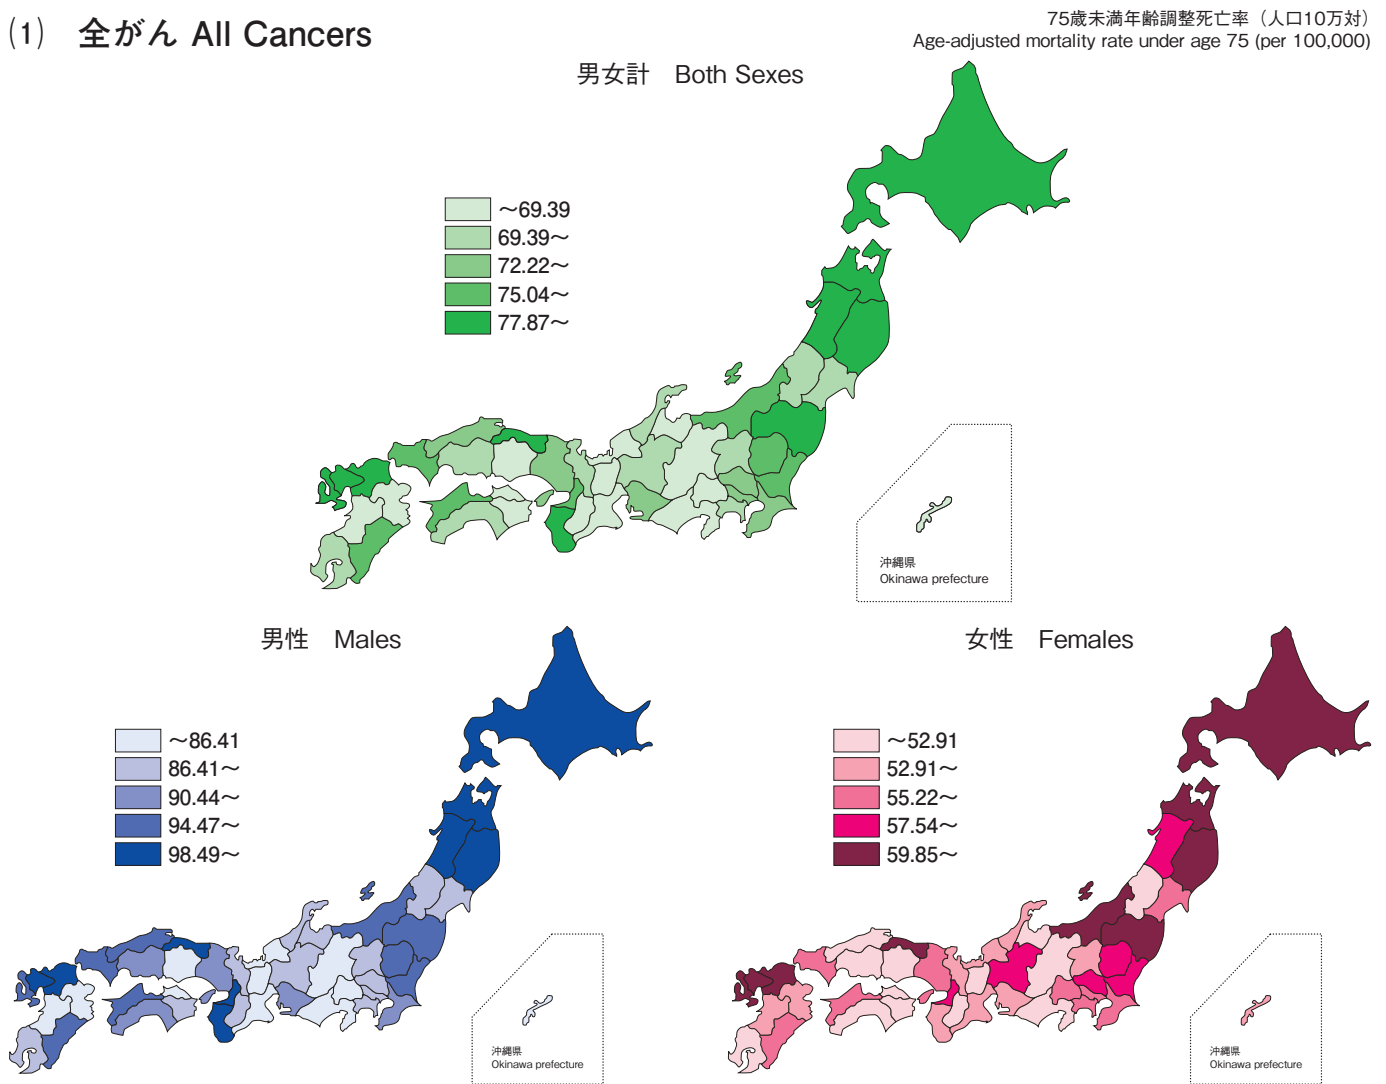 (1) 全がん All Cancers
75歳未満年齢調整死亡率（人口10万対）
Age-adjusted mortality rate under age 75 (per 100,000)
男女計 Both Sexes
～69.39
69.39～
72.22～
75.04～
77.87～
沖縄県
Okinawa prefecture
男性 Males
～86.41
86.41～
90.44～
94.47～
98.49～
沖縄県
Okinawa prefecture
女性 Females
～52.91
52.91～
55.22～
57.54～
59.85～
沖縄県
Okinawa prefecture